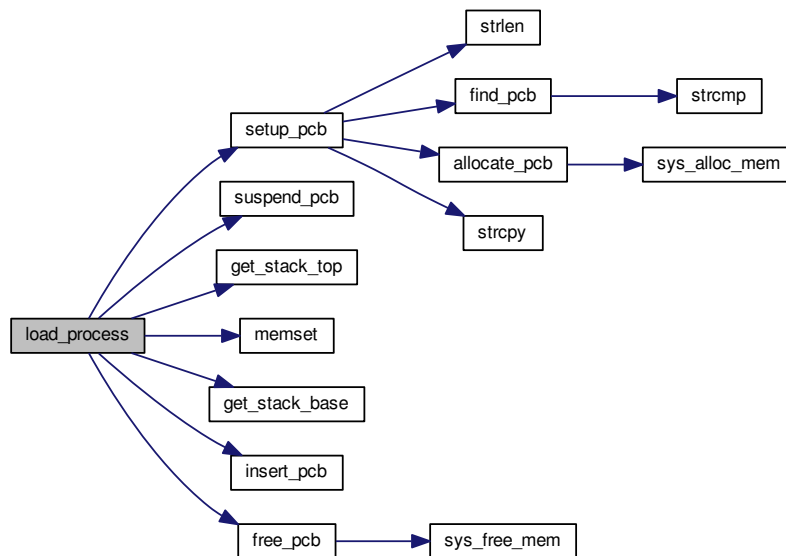 strlen
find_pcb
strcmp
setup_pcb
allocate_pcb
sys_alloc_mem
suspend_pcb
strcpy
get_stack_top
load_process
memset
get_stack_base
insert_pcb
free_pcb
sys_free_mem